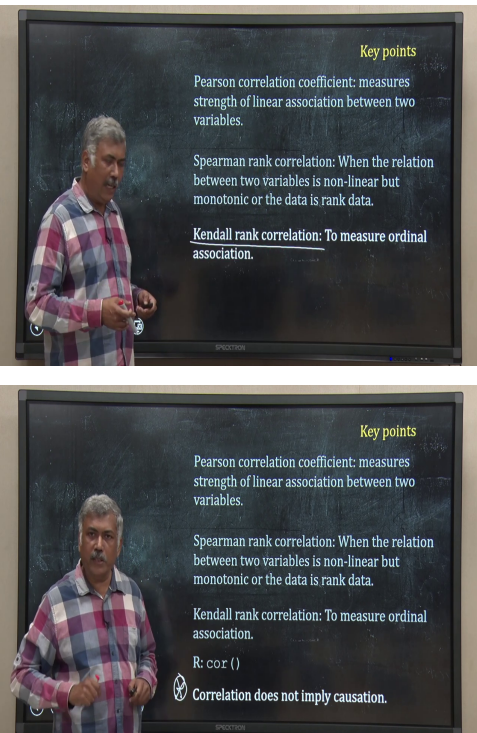 Key points
Pearson correlation coefficient: measures
strength of linear association between two
variables.
Spearman rank correlation: When the relation
between two variables is non-linear but
monotonic or the data is rank data.
Kendall rank correlation: To measure ordinal
association.
SPECKTRON
Key points
Pearson correlation coefficient: measures
strength of linear association between two
variables.
Spearman rank correlation: When the relation
between two variables is non-linear but
monotonic or the data is rank data.
Kendall rank correlation: To measure ordinal
association.
R: cor()
Correlation does not imply causation.
SPECKTRON